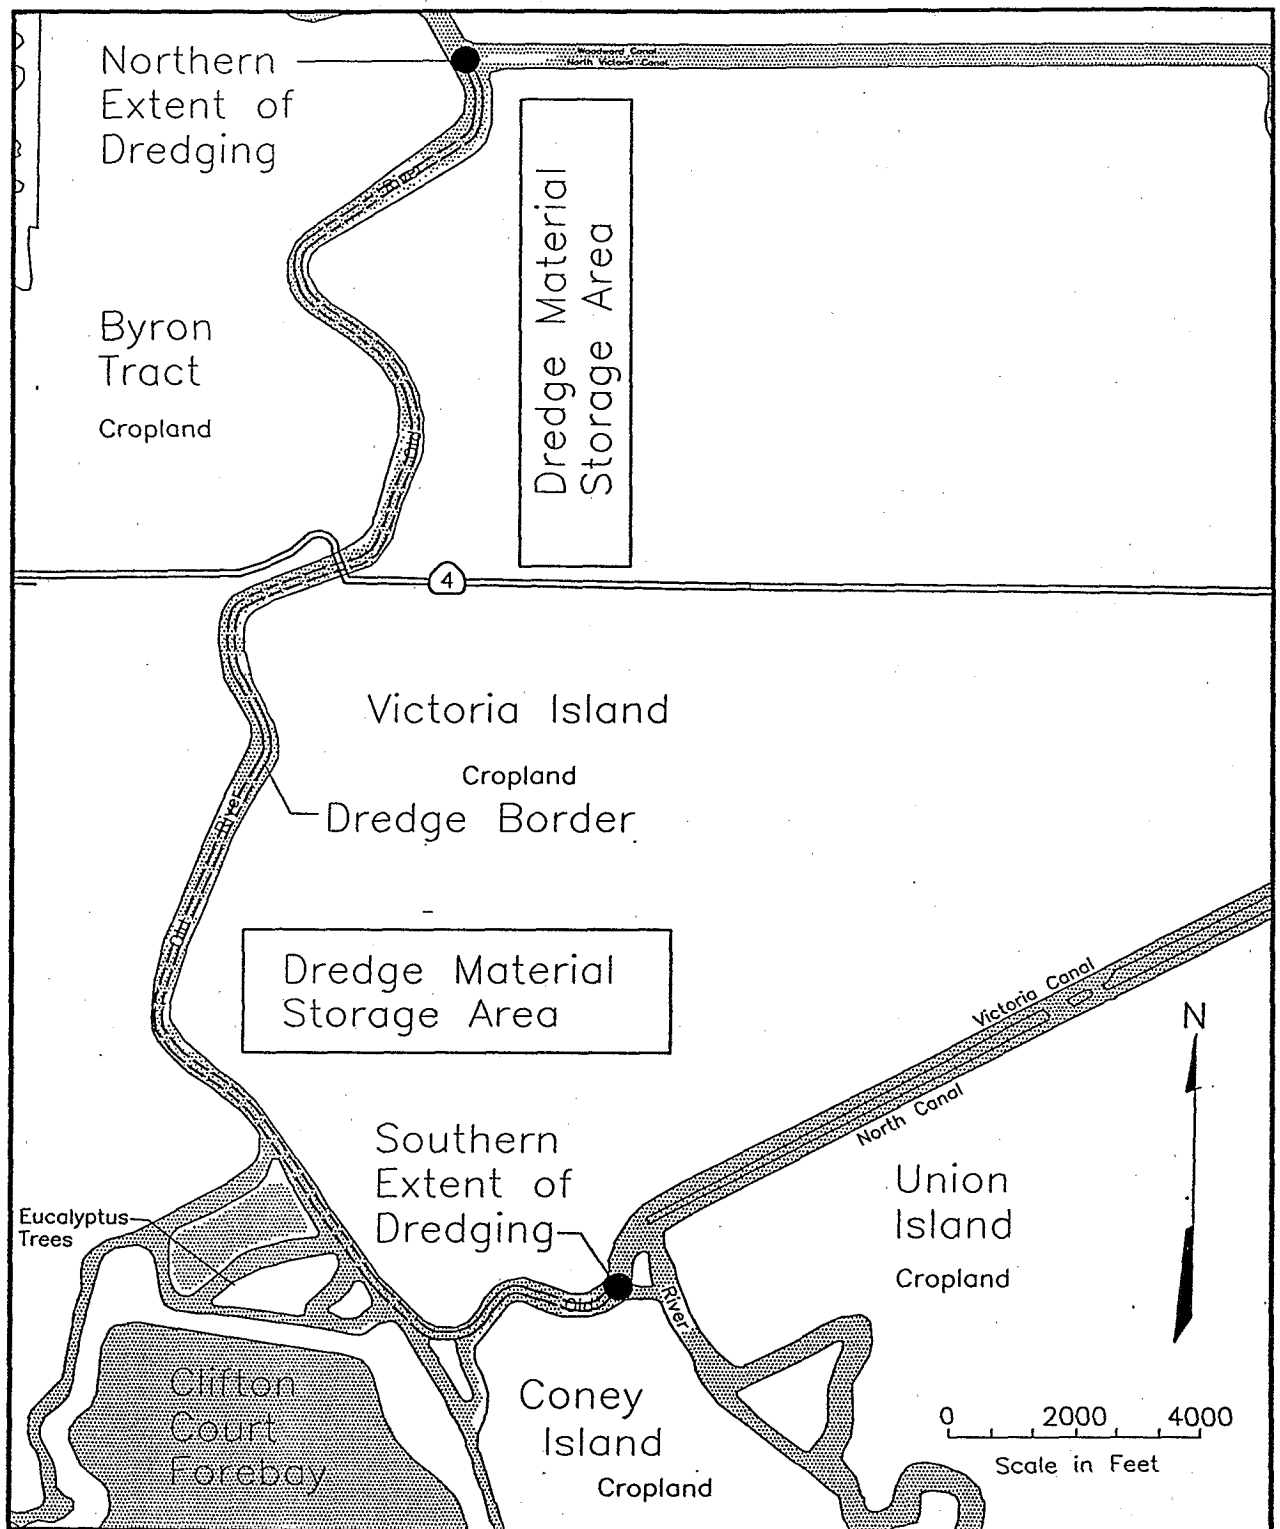 Woodward Canal
North Victoria Canal
Northern
Extent of
Dredging
River
Dredge Material
Storage Area
Byron
Tract
Cropland
Old
4
Victoria Island
Cropland
Dredge Border
River
Old
Dredge Material
Storage Area
Victoria Canal
North Canal
N
Southern
Extent of
Dredging
Union
Island
Cropland
Eucalyptus
Trees
Old
River
Clifton
Court
Forebay
Coney
Island
Cropland
0 2000 4000
Scale in Feet